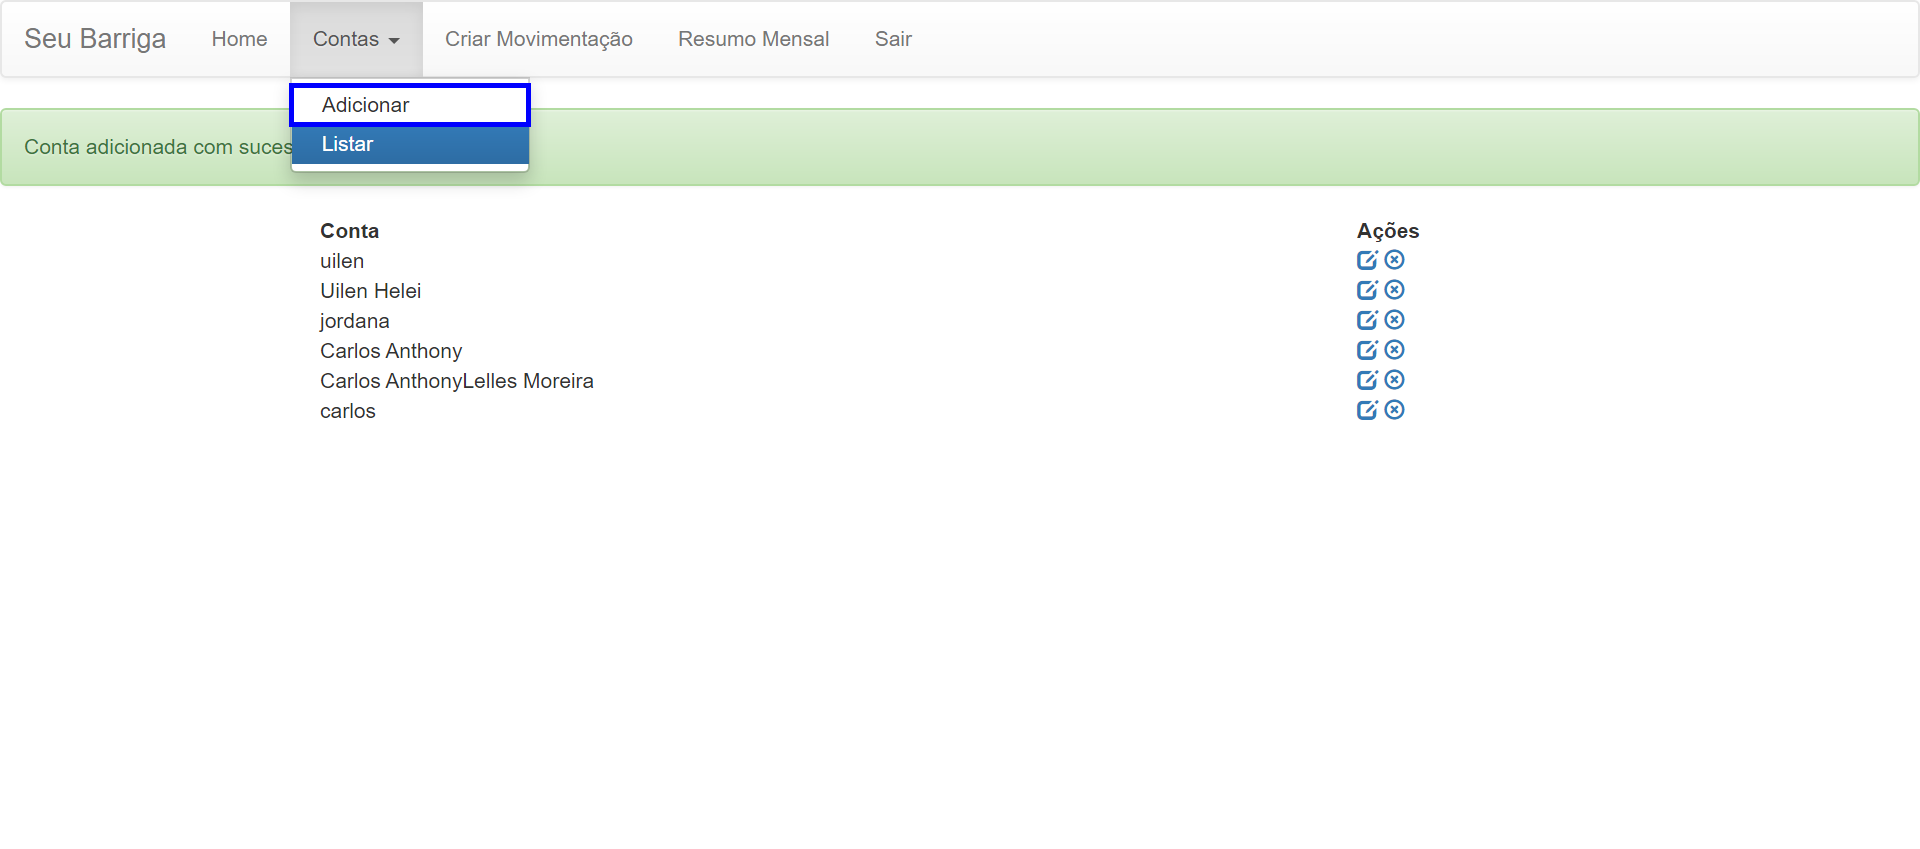 Seu Barriga Home Contas Criar Movimentação Resumo Mensal Sair
Adicionar
Listar
Conta adicionada com suces
Conta Ações
uilen
Uilen Helei
jordana
Carlos Anthony
Carlos AnthonyLelles Moreira
carlos